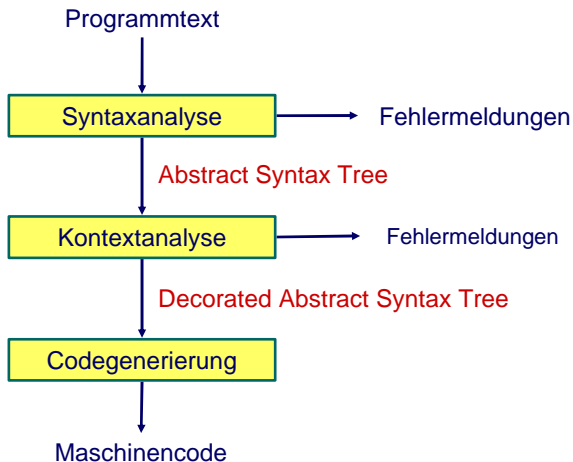 Programmtext
Syntaxanalyse
Fehlermeldungen
Abstract Syntax Tree
Kontextanalyse
Fehlermeldungen
Decorated Abstract Syntax Tree
Codegenerierung
Maschinencode